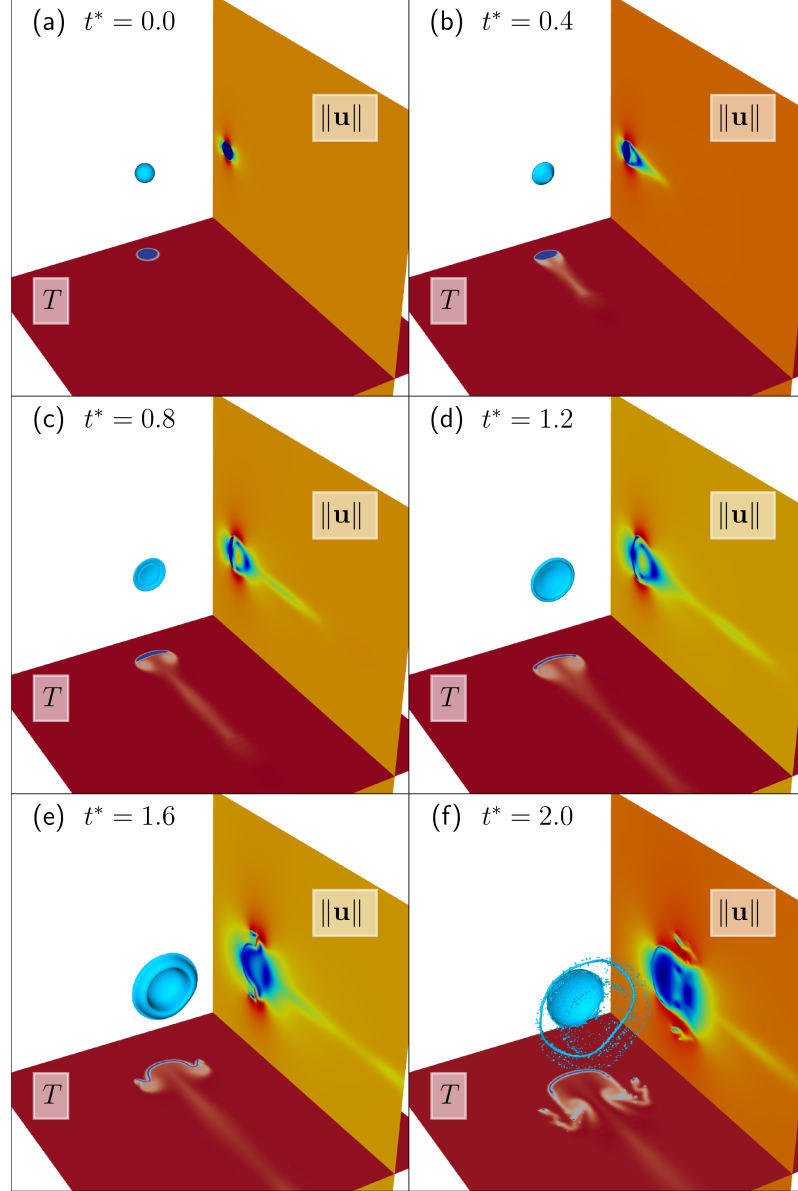 (a) t* = 0.0
‖u‖
T
(b) t* = 0.4
‖u‖
T
(c) t* = 0.8
‖u‖
T
(d) t* = 1.2
‖u‖
T
(e) t* = 1.6
‖u‖
T
(f) t* = 2.0
‖u‖
T